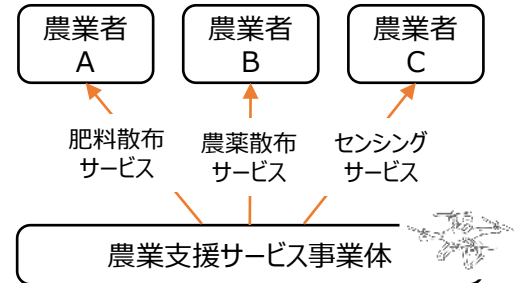 農業者
A
農業者
B
農業者
C
肥料散布
サービス
農薬散布
サービス
センシング
サービス
農業支援サービス事業体